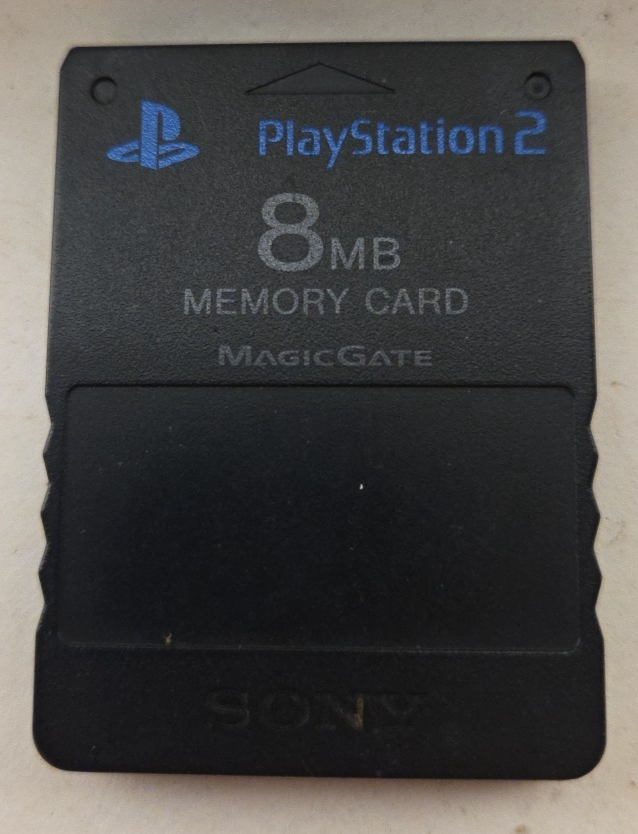 PlayStation 2
8MB
MEMORY CARD
MAGICGATE
SONY